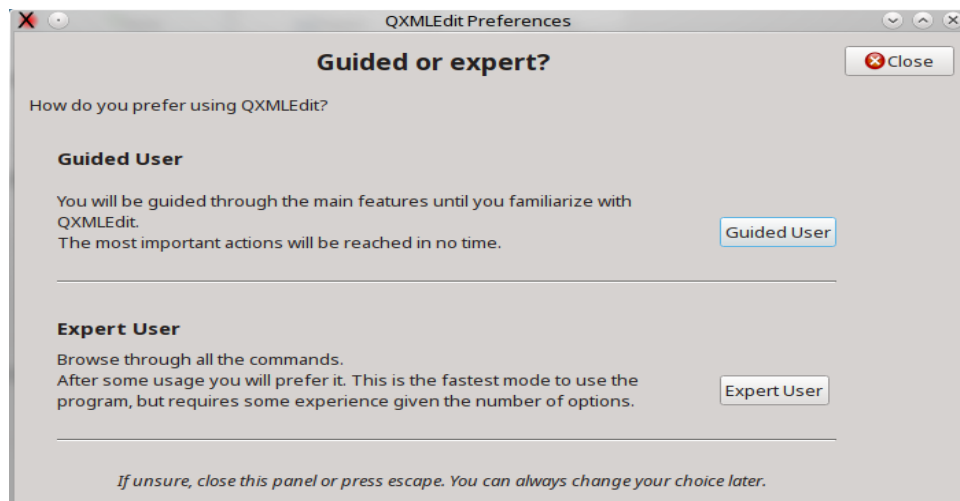 QXMLEdit Preferences
Guided or expert?
Close
How do you prefer using QXMLEdit?
Guided User
You will be guided through the main features until you familiarize with
QXMLEdit.
The most important actions will be reached in no time.
Guided User
Expert User
Browse through all the commands.
After some usage you will prefer it. This is the fastest mode to use the
program, but requires some experience given the number of options.
Expert User
If unsure, close this panel or press escape. You can always change your choice later.